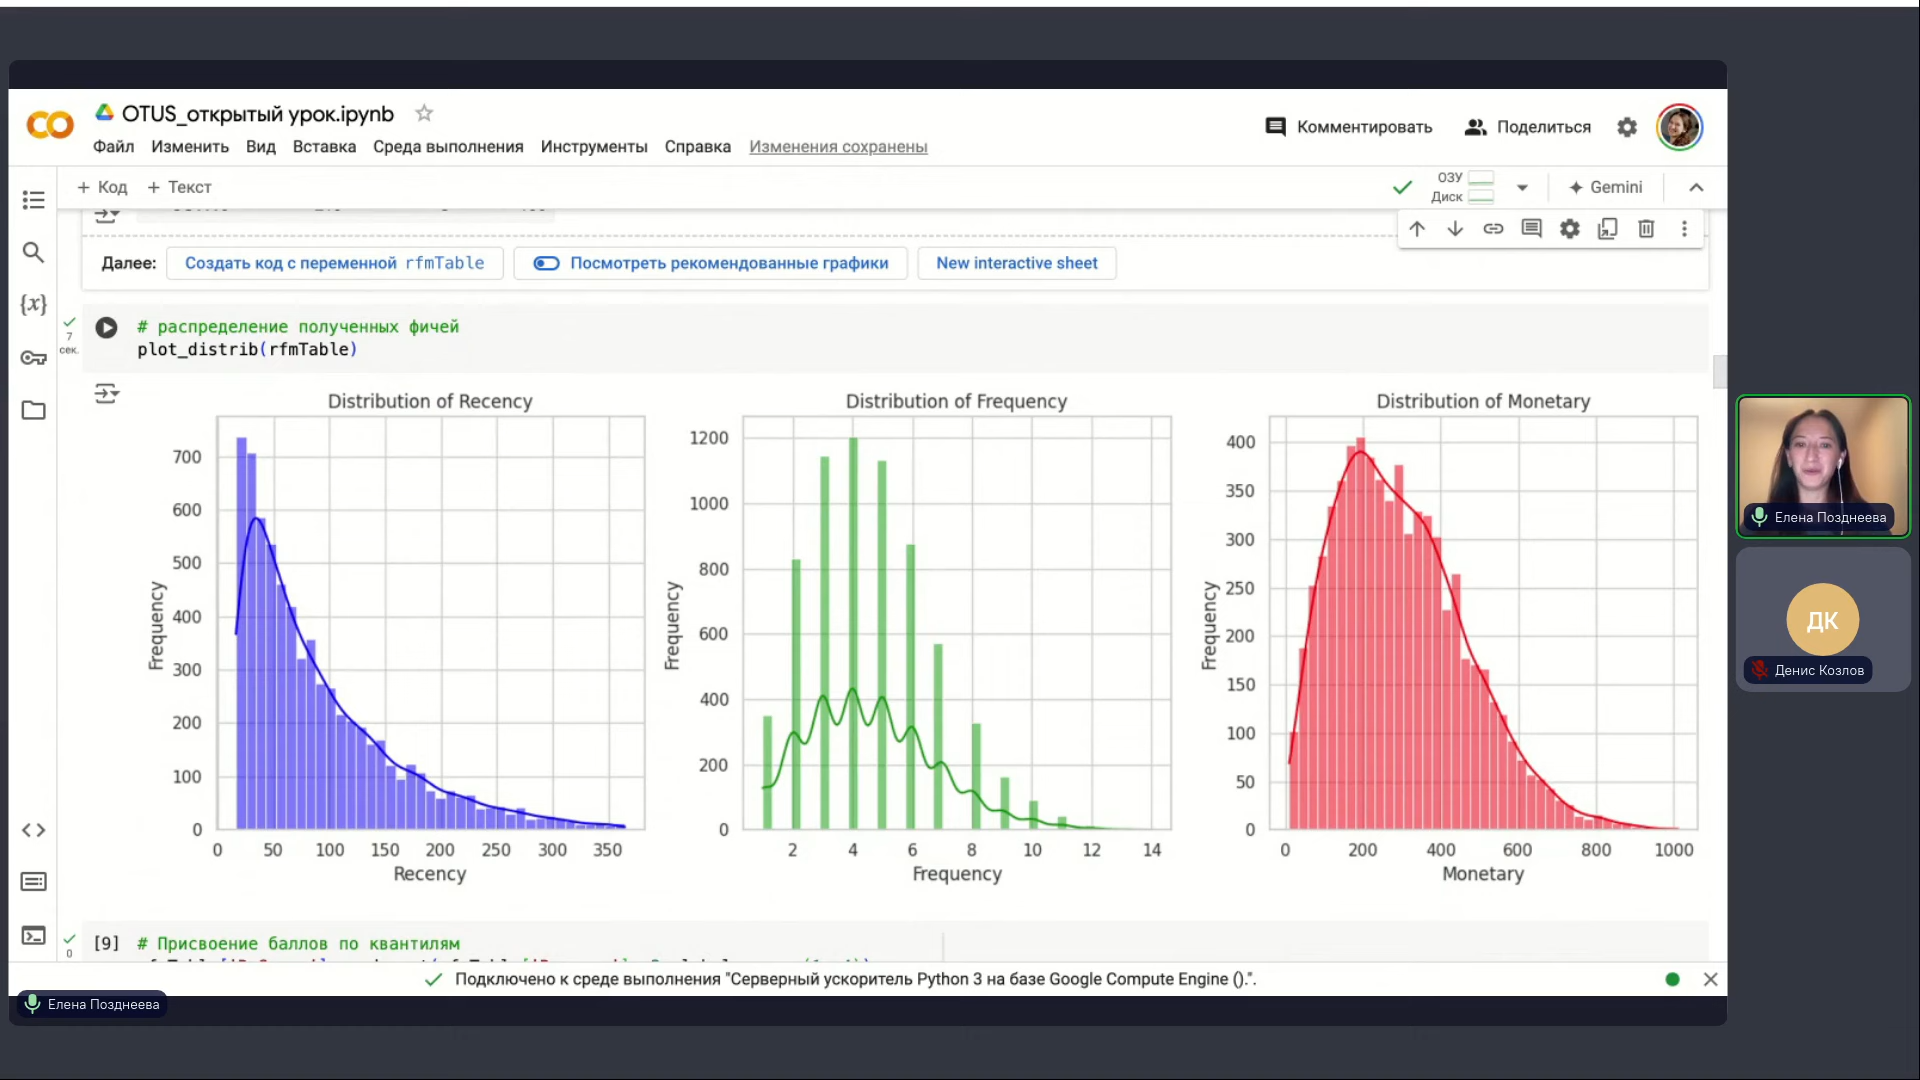 OTUS_открытый урок.ipynb
Комментировать
Поделиться
Файл Изменить Вид Вставка Среда выполнения Инструменты Справка Изменения сохранены
+ Код + Текст
ОЗУ
Диск
Gemini
Далее:
Создать код с переменной rfmTable
Посмотреть рекомендованные графики
New interactive sheet
7
сек.
# распределение полученных фичей
plot_distrib(rfmTable)
Distribution of Recency
Frequency
700
600
500
400
300
200
100
0
0 50 100 150 200 250 300 350
Recency
Distribution of Frequency
Frequency
1200
1000
800
600
400
200
0
2 4 6 8 10 12 14
Frequency
Distribution of Monetary
Frequency
400
350
300
250
200
150
100
50
0
0 200 400 600 800 1000
Monetary
0
[9] # Присвоение баллов по квантилям
Подключено к среде выполнения "Серверный ускоритель Python 3 на базе Google Compute Engine ().".
Елена Позднеева
Елена Позднеева
ДК
Денис Козлов